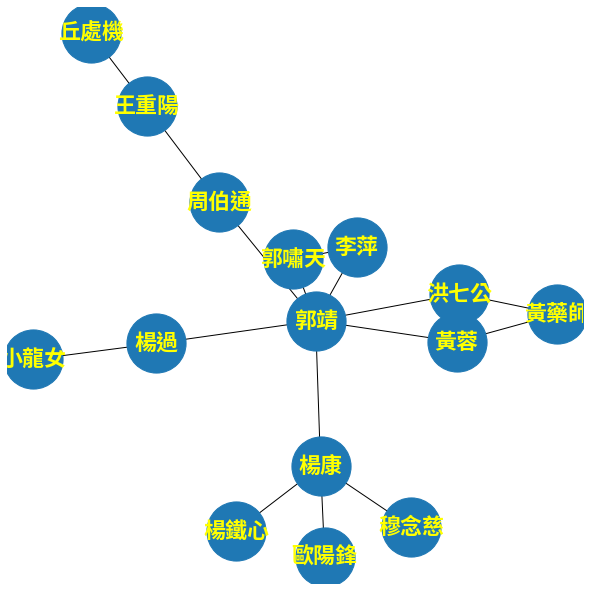 丘處機
王重陽
周伯通
李萍
郭嘯天
洪七公
黃藥師
郭靖
黃蓉
楊過
小龍女
楊康
穆念慈
楊鐵心
歐陽鋒